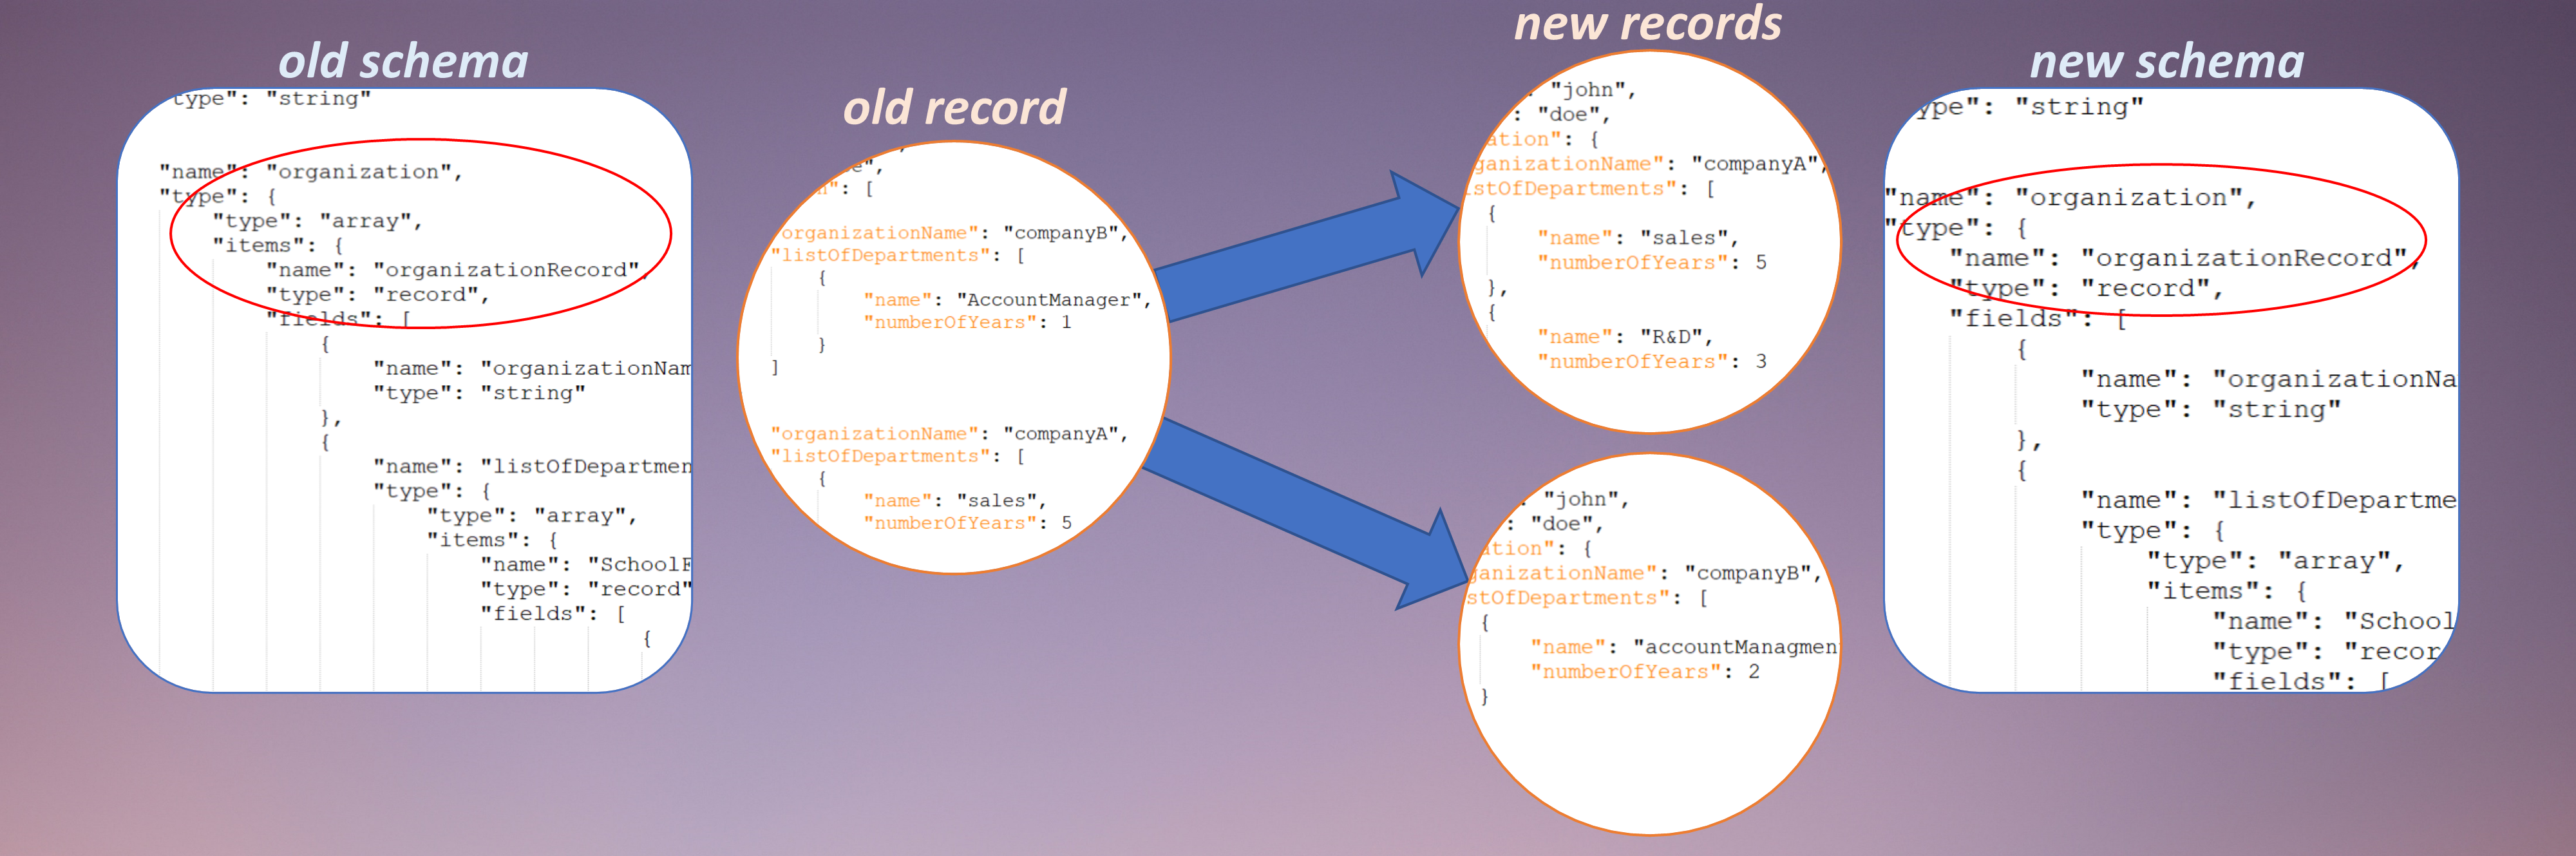 old schema
type": "string"
"name": "organization",
"type": {
"type": "array",
"items": {
"name": "organizationRecord",
"type": "record",
"fields": [
{
"name": "organizationNam
"type": "string"
},
{
"name": "listOfDepartmen
"type": {
"type": "array",
"items": {
"name": "SchoolF
"type": "record"
"fields": [
{
old record
": [
organizationName": "companyB",
"listOfDepartments": [
{
"name": "AccountManager",
"numberOfYears": 1
}
]
"organizationName": "companyA",
"listOfDepartments": [
{
"name": "sales",
"numberOfYears": 5
new records
"john",
: "doe",
ation": {
ganizationName": "companyA",
istOfDepartments": [
{
"name": "sales",
"numberOfYears": 5
},
{
"name": "R&D",
"numberOfYears": 3
"john",
: "doe",
ation": {
ganizationName": "companyB",
stOfDepartments": [
{
"name": "accountManagmen
"numberOfYears": 2
}
new schema
ype": "string"
"name": "organization",
"type": {
"name": "organizationRecord",
"type": "record",
"fields": [
{
"name": "organizationNa
"type": "string"
},
{
"name": "listOfDepartme
"type": {
"type": "array",
"items": {
"name": "School
"type": "recor
"fields": [